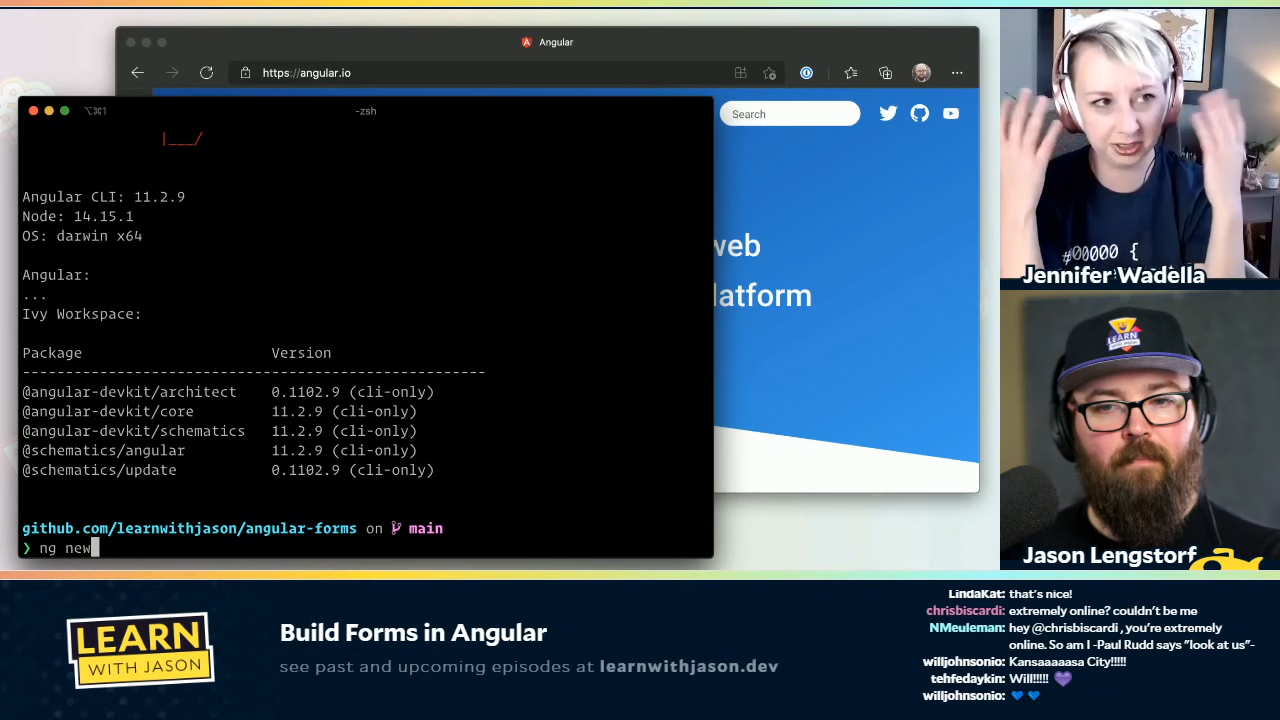 Angular
https://angular.io
⌥⌘1
-zsh
Search
|___/
web
latform
Angular CLI: 11.2.9
Node: 14.15.1
OS: darwin x64
Angular:
...
Ivy Workspace:
Package Version
------------------------------------------------------
@angular-devkit/architect 0.1102.9 (cli-only)
@angular-devkit/core 11.2.9 (cli-only)
@angular-devkit/schematics 11.2.9 (cli-only)
@schematics/angular 11.2.9 (cli-only)
@schematics/update 0.1102.9 (cli-only)
github.com/learnwithjason/angular-forms on main
❯ ng new
#00000 {
Jennifer Wadella
LEARN
WITH JASON
Jason Lengstorf
LEARN
WITH JASON
Build Forms in Angular
see past and upcoming episodes at learnwithjason.dev
LindaKat: that's nice!
chrisbiscardi: extremely online? couldn't be me
NMeuleman: hey @chrisbiscardi , you're extremely
online. So am I -Paul Rudd says "look at us"-
willjohnsonio: Kansaaaaasa City!!!!!
tehfedaykin: Will!!!!! 💜
willjohnsonio: 💙 💙